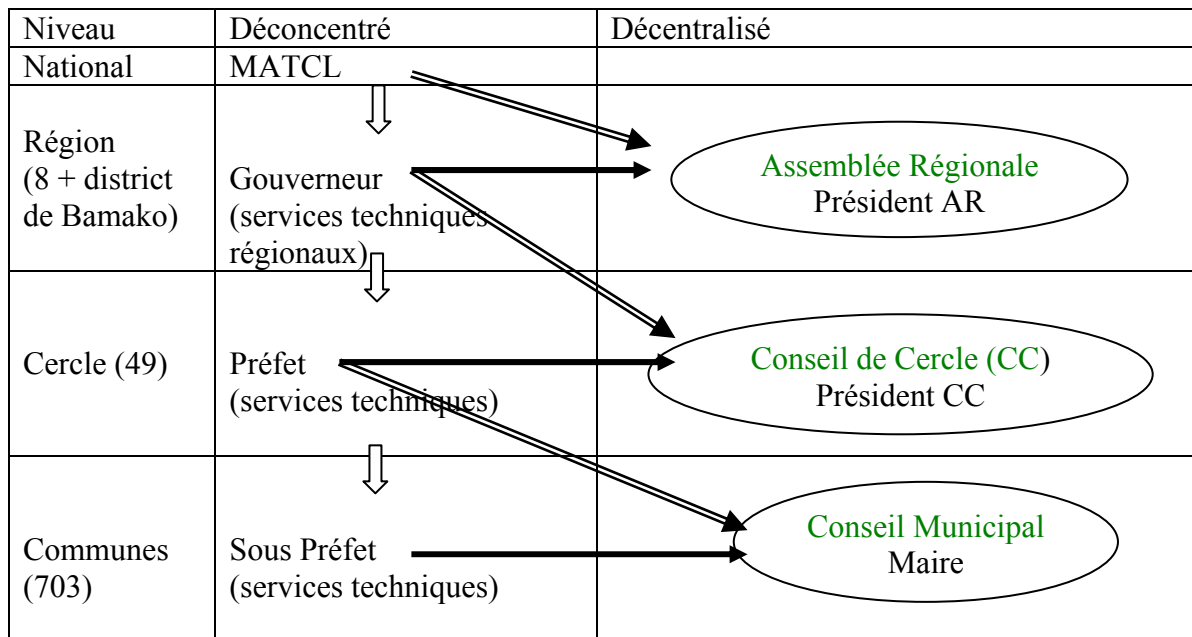 Niveau
Déconcentré
Décentralisé
National
MATCL
Région
(8 + district
de Bamako)
Gouverneur
(services techniques
régionaux)
Assemblée Régionale
Président AR
Cercle (49)
Préfet
(services techniques)
Conseil de Cercle (CC)
Président CC
Communes
(703)
Sous Préfet
(services techniques)
Conseil Municipal
Maire